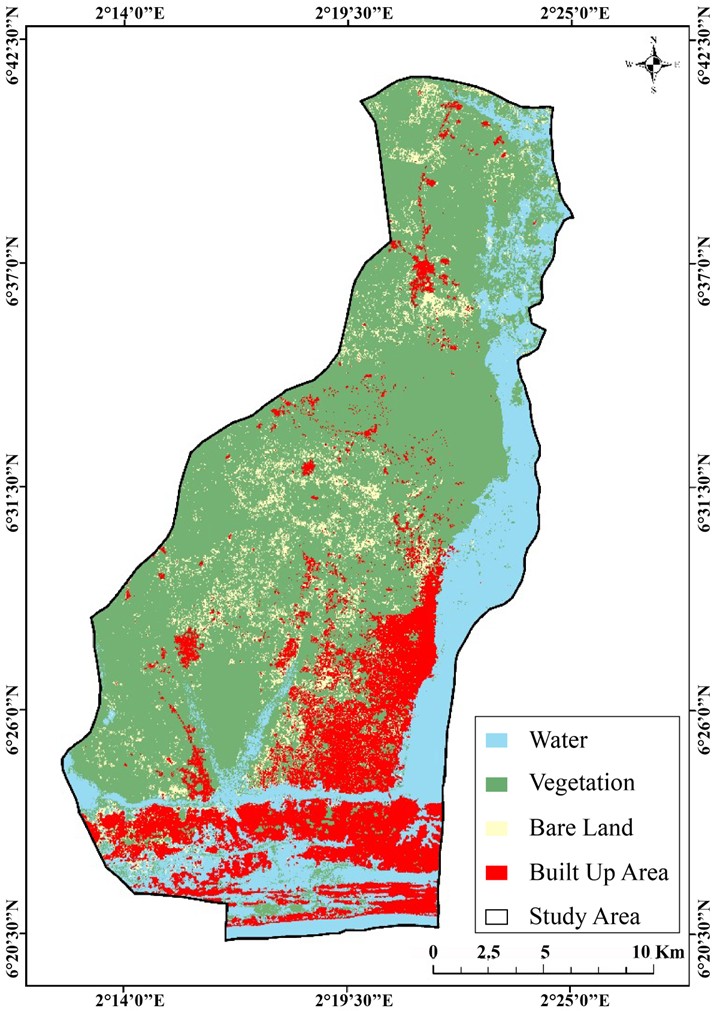 2°14'0"E 2°19'30"E 2°25'0"E
6°42'30"N 6°42'30"N
N
W E
S
6°37'0"N 6°37'0"N
6°31'30"N 6°31'30"N
6°26'0"N 6°26'0"N
Water
Vegetation
Bare Land
Built Up Area
Study Area
6°20'30"N 6°20'30"N
0 2,5 5 10 Km
2°14'0"E 2°19'30"E 2°25'0"E